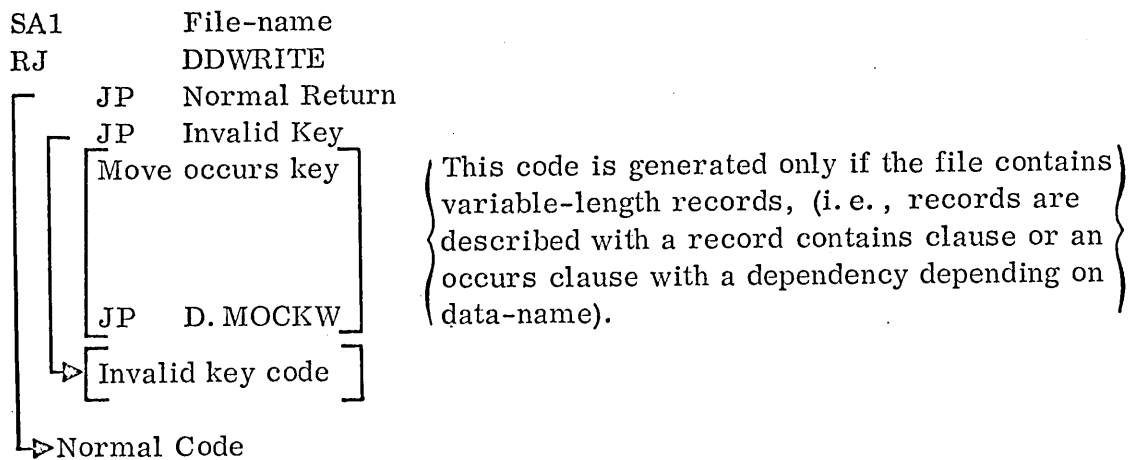 SA1 File-name
RJ DDWRITE
JP Normal Return
JP Invalid Key
Move occurs key
JP D. MOCKW
This code is generated only if the file contains
variable-length records, (i. e. , records are
described with a record contains clause or an
occurs clause with a dependency depending on
data-name).
Invalid key code
Normal Code